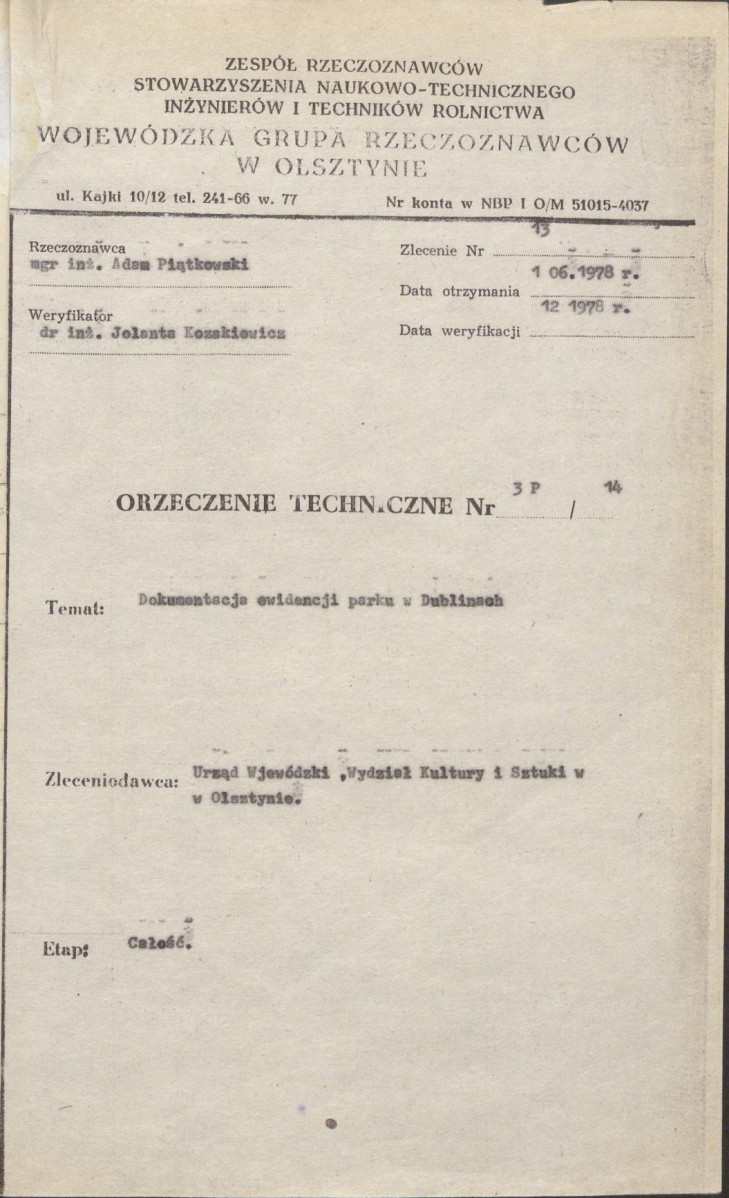 ZESPÓŁ RZECZOZNAWCÓW
STOWARZYSZENIA NAUKOWO-TECHNICZNEGO
INŻYNIERÓW I TECHNIKÓW ROLNICTWA
WOJEWÓDZKA GRUPA RZECZOZNAWCÓW
W OLSZTYNIE
ul. Kajki 10/12 tel. 241-66 w. 77 Nr konta w NBP I O/M 51015-4037
Rzeczoznawca
mgr inż. Adam Piątkowski
Weryfikator
dr inż. Jolanta Kozakiewicz
Zlecenie Nr 13
Data otrzymania 1 06.1978 r.
Data weryfikacji 12 1978 r.
ORZECZENIE TECHNICZNE Nr 3 P / 14
Temat: Dokumentacja ewidencji parku w Dublinach
Zleceniodawca: Urząd Wjewódzki ,Wydział Kultury i Sztuki w
w Olsztynie.
Etap: Całość.